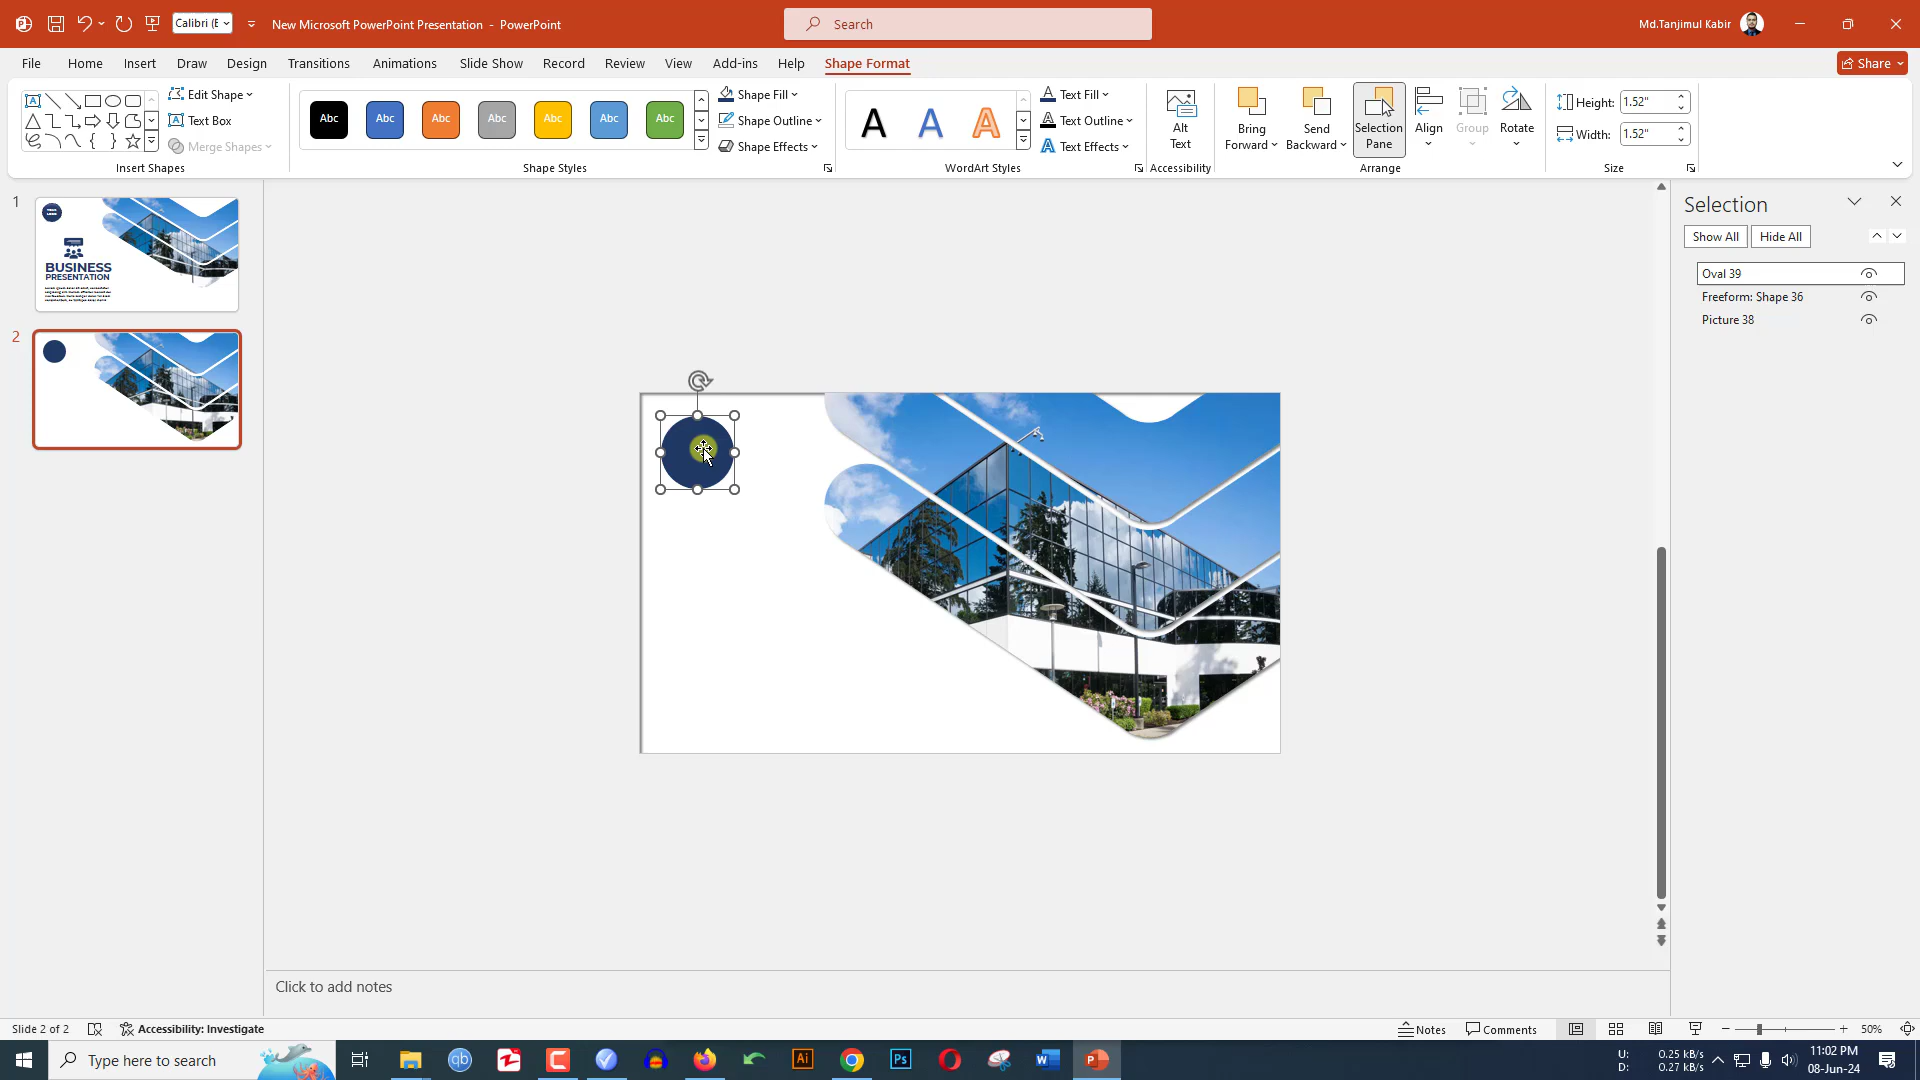 Calibri (E
New Microsoft PowerPoint Presentation - PowerPoint
Search
Md.Tanjimul Kabir
File Home Insert Draw Design Transitions Animations Slide Show Record Review View Add-ins Help Shape Format
Share
Edit Shape
Text Box
Merge Shapes
Insert Shapes
Abc Abc Abc Abc Abc Abc Abc
Shape Fill
Shape Outline
Shape Effects
Shape Styles
A A A
Text Fill
Text Outline
Text Effects
WordArt Styles
Alt
Text
Accessibility
Bring
Forward
Send
Backward
Selection
Pane
Align
Group
Rotate
Arrange
Height: 1.52"
Width: 1.52"
Size
1
BUSINESS
PRESENTATION
2
Selection
Show All Hide All
Oval 39
Freeform: Shape 36
Picture 38
Click to add notes
Slide 2 of 2
Accessibility: Investigate
Notes
Comments
50%
Type here to search
qb
Ai
Ps
U: 0.25 kB/s
D: 0.27 kB/s
11:02 PM
08-Jun-24